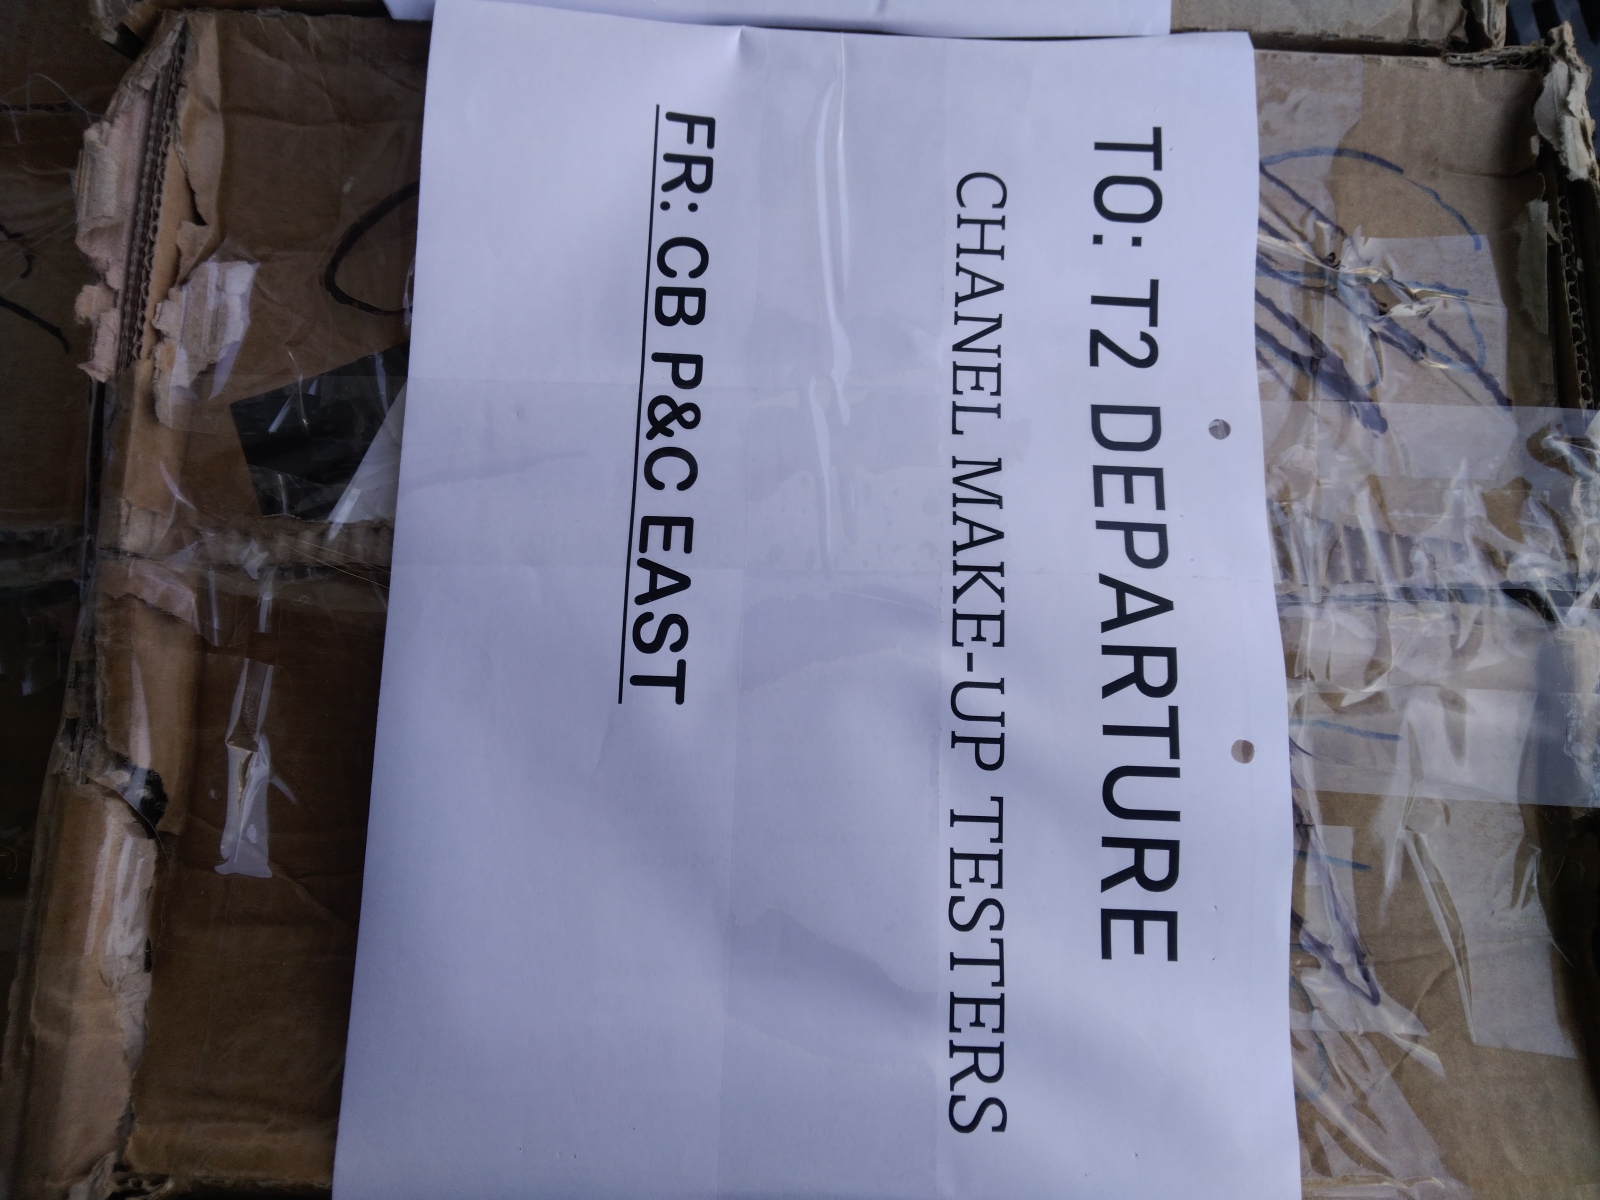 TO: T2 DEPARTURE
CHANEL MAKE-UP TESTERS
FR: CB P&C EAST